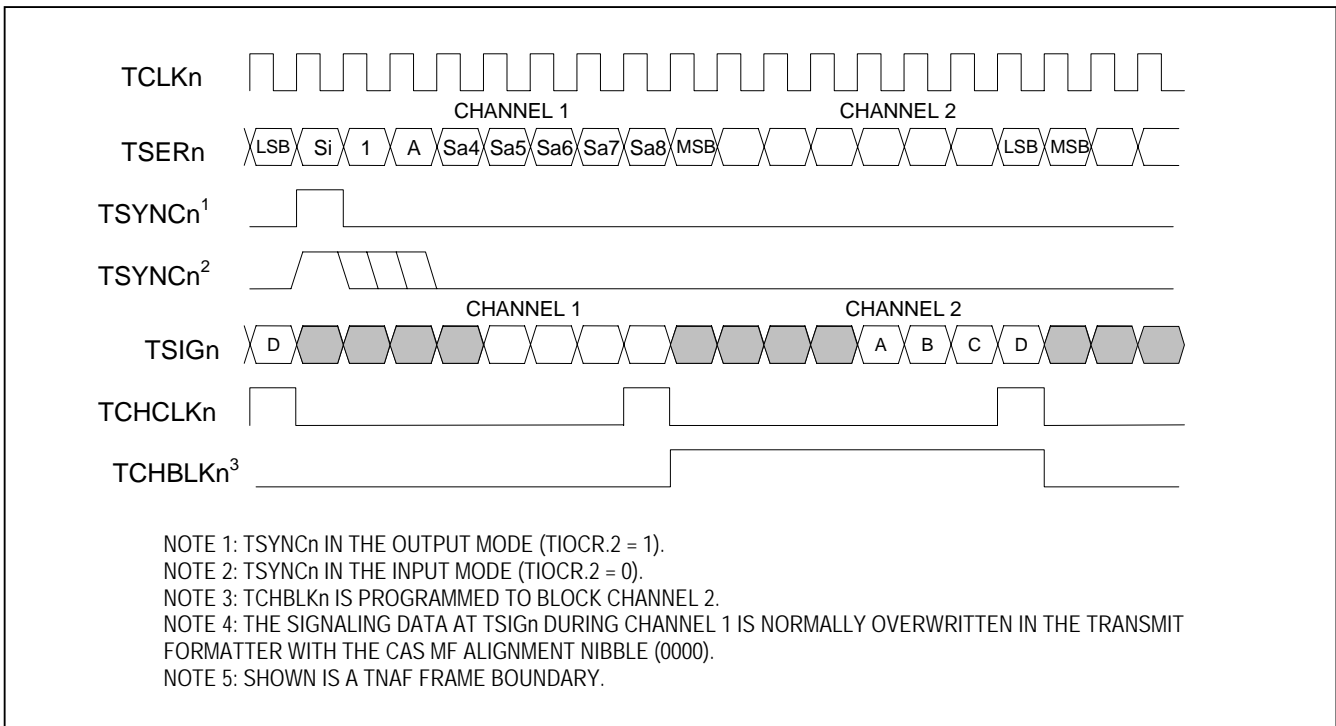 TCLKn
CHANNEL 1 CHANNEL 2
TSERn LSB Si 1 A Sa4 Sa5 Sa6 Sa7 Sa8 MSB LSB MSB
TSYNCn1
TSYNCn2
CHANNEL 1 CHANNEL 2
TSIGn D A B C D
TCHCLKn
TCHBLKn3
NOTE 1: TSYNCn IN THE OUTPUT MODE (TIOCR.2 = 1).
NOTE 2: TSYNCn IN THE INPUT MODE (TIOCR.2 = 0).
NOTE 3: TCHBLKn IS PROGRAMMED TO BLOCK CHANNEL 2.
NOTE 4: THE SIGNALING DATA AT TSIGn DURING CHANNEL 1 IS NORMALLY OVERWRITTEN IN THE TRANSMIT
FORMATTER WITH THE CAS MF ALIGNMENT NIBBLE (0000).
NOTE 5: SHOWN IS A TNAF FRAME BOUNDARY.